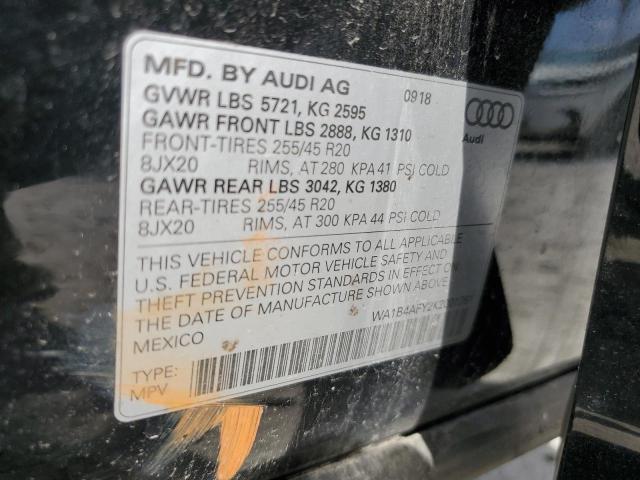 MFD. BY AUDI AG 09 18
GVWR LBS 5721, KG 2595
GAWR FRONT LBS 2888, KG 1310
FRONT-TIRES 255/45 R20
8JX20 RIMS, AT 280 KPA 41 PSI COLD
GAWR REAR LBS 3042, KG 1380
REAR-TIRES 255/45 R20
8JX20 RIMS, AT 300 KPA 44 PSI COLD
Audi
THIS VEHICLE CONFORMS TO ALL APPLICABLE
U.S. FEDERAL MOTOR VEHICLE SAFETY AND
THEFT PREVENTION STANDARDS IN EFFECT ON
THE DATE OF MANUFACTURE SHOWN ABOVE.
MEXICO
TYPE:
MPV